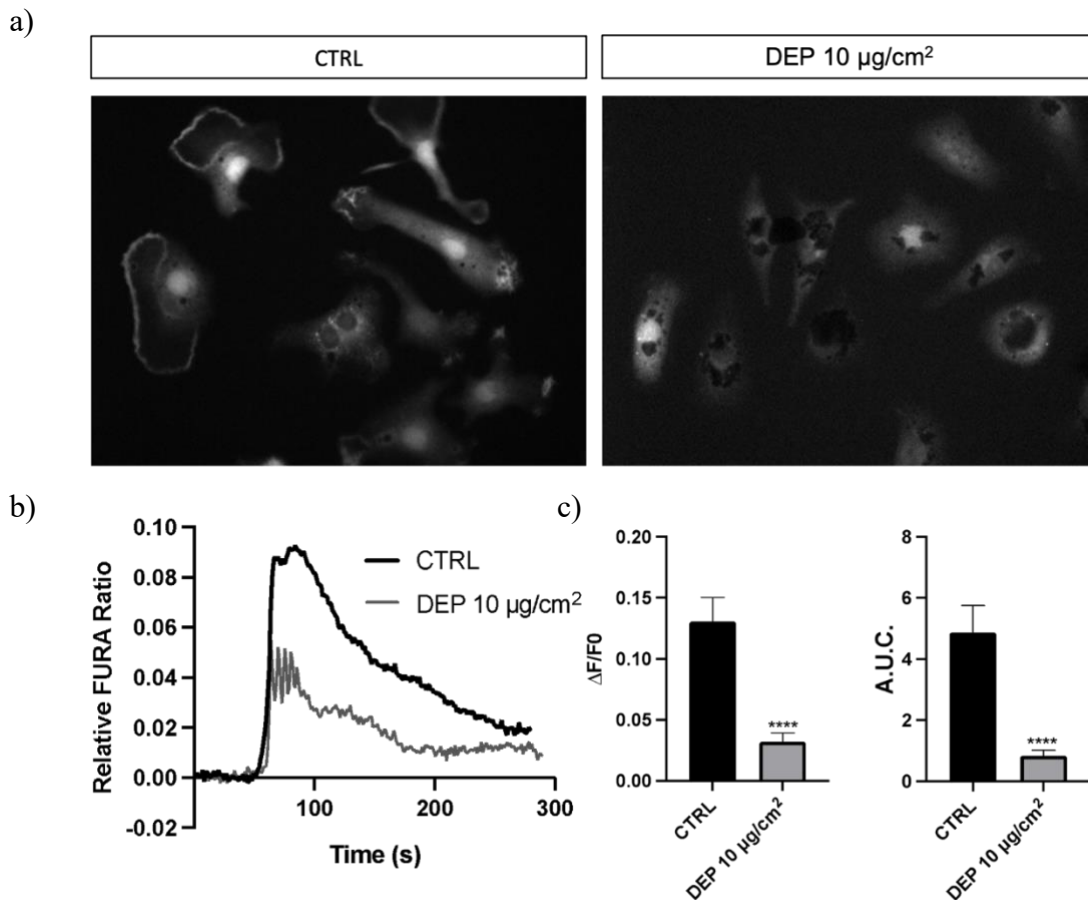 a)
CTRL
DEP 10 µg/cm²
b)
Relative FURA Ratio
0.10
0.08
0.06
0.04
0.02
0.00
-0.02
100
200
300
Time (s)
CTRL
DEP 10 µg/cm²
c)
ΔF/F0
0.20
0.15
0.10
0.05
0.00
****
CTRL
DEP 10 µg/cm²
A.U.C.
8
6
4
2
0
****
CTRL
DEP 10 µg/cm²